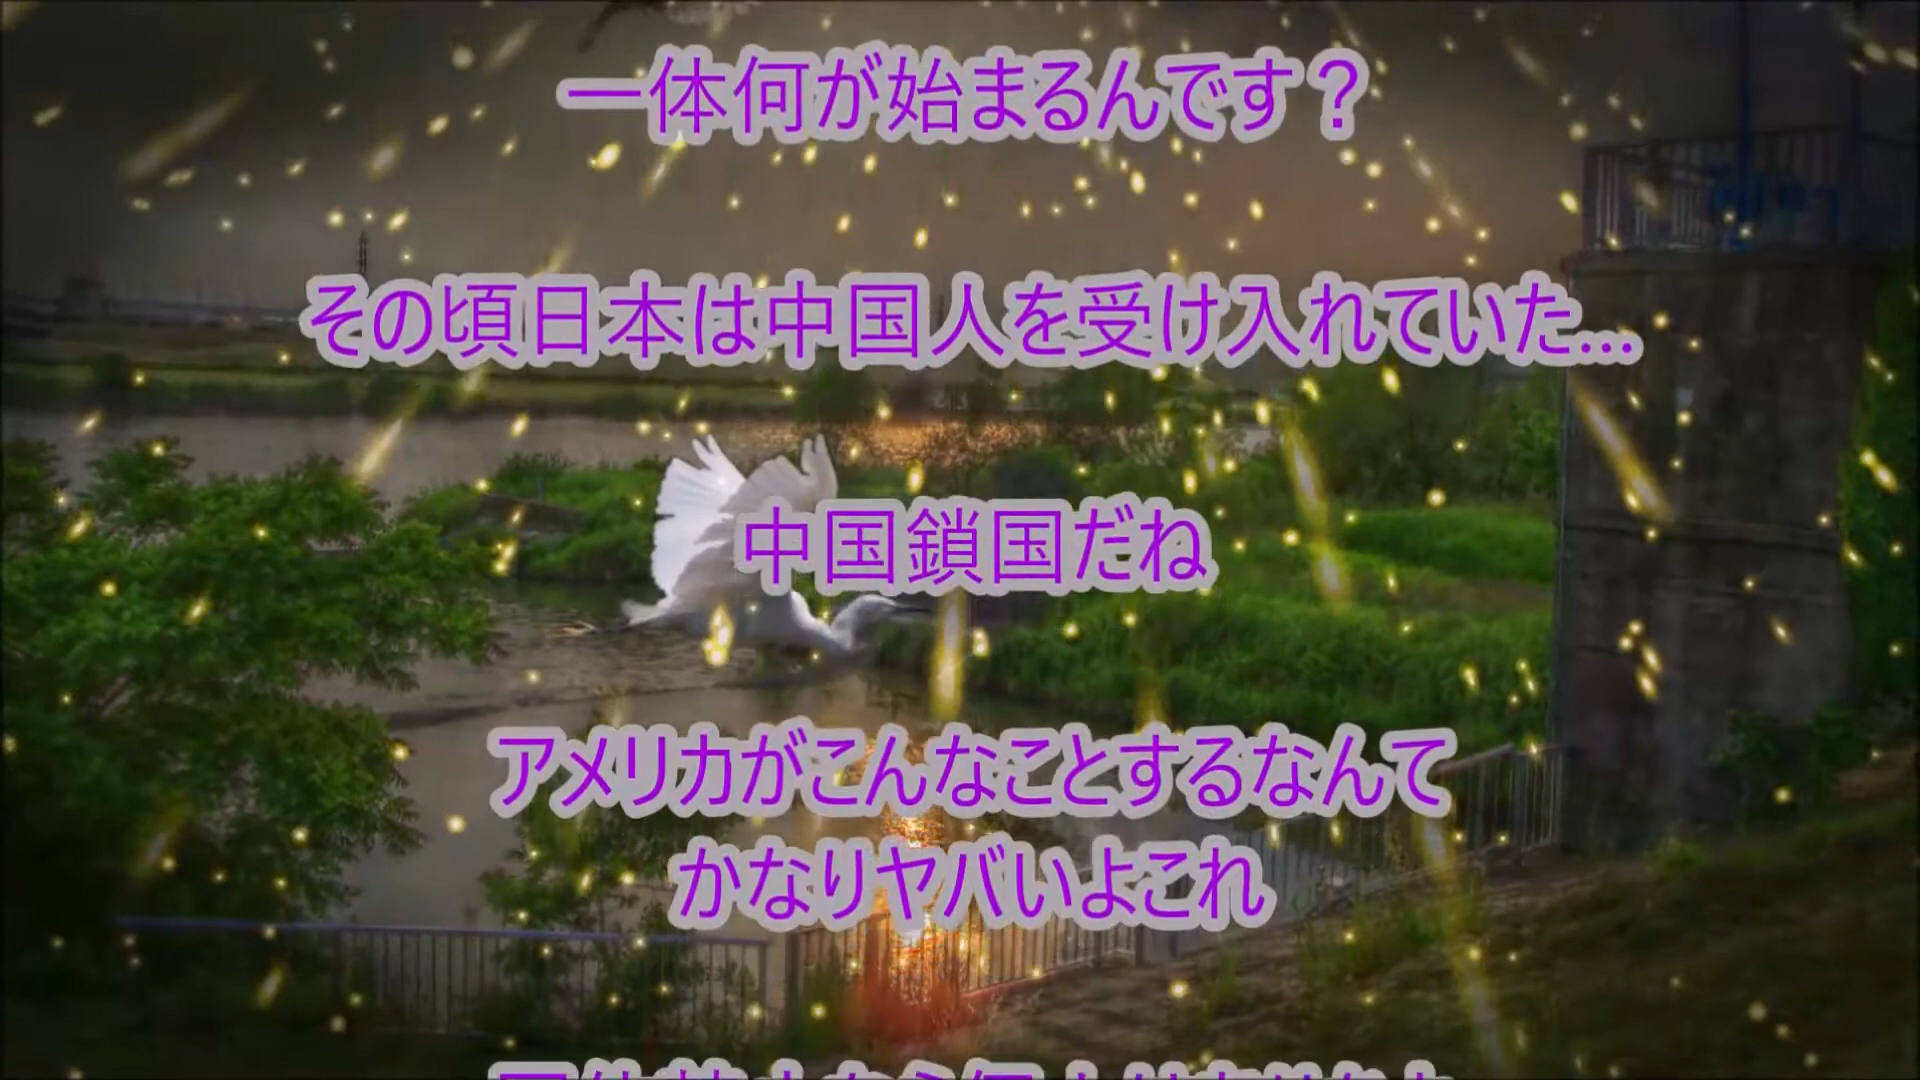 一体何が始まるんです？
その頃日本は中国人を受け入れていた...
中国鎖国だね
アメリカがこんなことするなんて
かなりヤバいよこれ